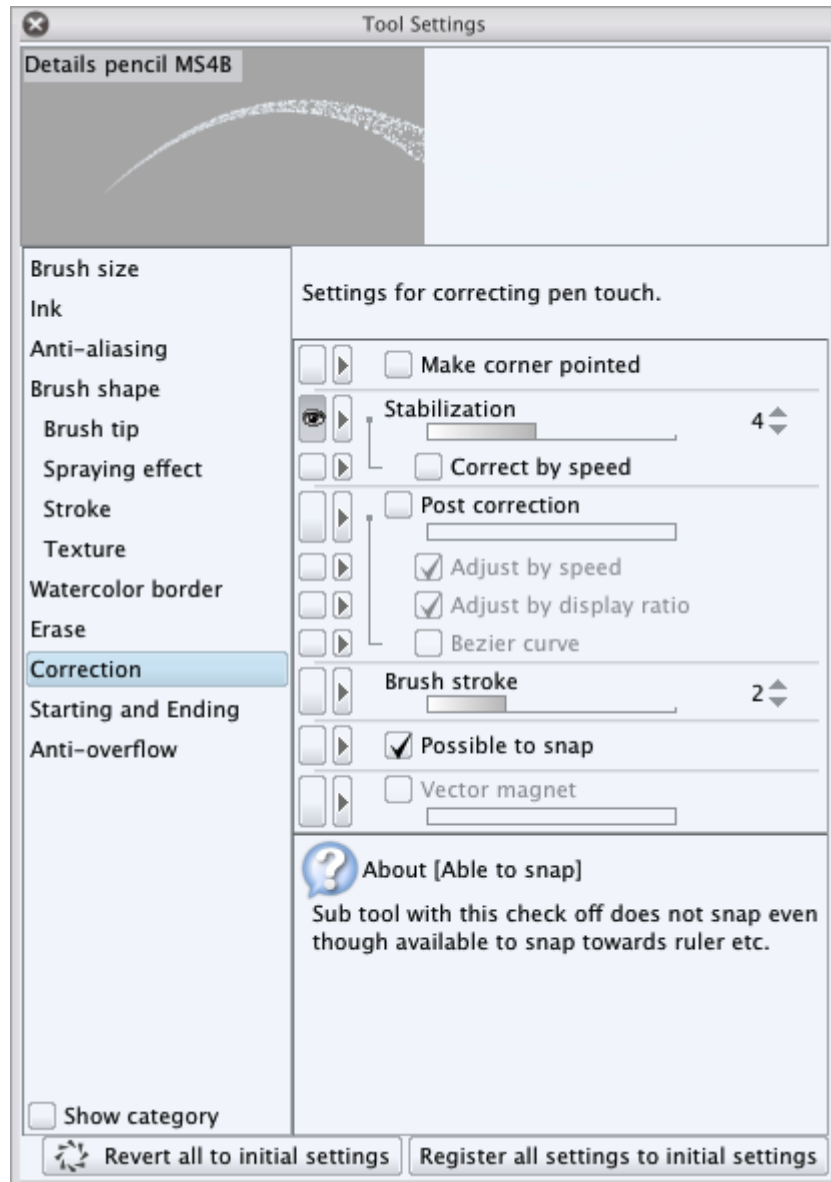 Tool Settings
Details pencil MS4B
Brush size
Ink
Anti-aliasing
Brush shape
Brush tip
Spraying effect
Stroke
Texture
Watercolor border
Erase
Correction
Starting and Ending
Anti-overflow
Show category
Settings for correcting pen touch.
Make corner pointed
Stabilization 4
Correct by speed
Post correction
Adjust by speed
Adjust by display ratio
Bezier curve
Brush stroke 2
Possible to snap
Vector magnet
About [Able to snap]
Sub tool with this check off does not snap even
though available to snap towards ruler etc.
Revert all to initial settings
Register all settings to initial settings